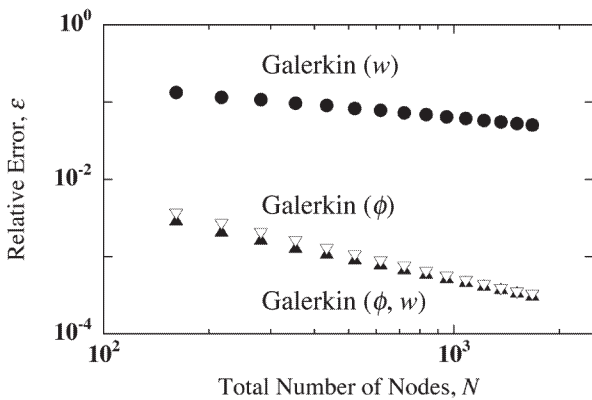 10^0
Galerkin (w)
10^-2
Relative Error, ε
Galerkin (ϕ)
Galerkin (ϕ, w)
10^-4
10^2
10^3
Total Number of Nodes, N